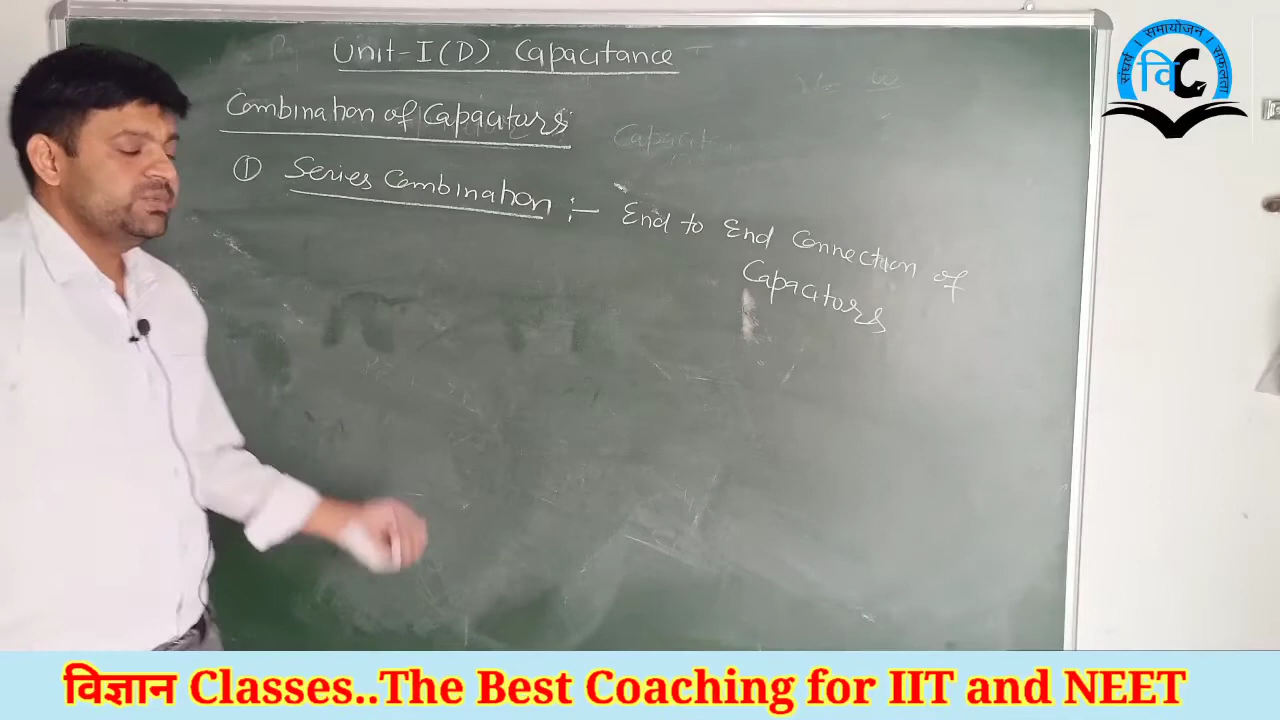 Unit-I(D) Capacitance
Combination of Capacitors
① Series Combination :- End to End Connection of
Capacitors
संघर्ष । समायोजन । सफलता
वि
विज्ञान Classes..The Best Coaching for IIT and NEET